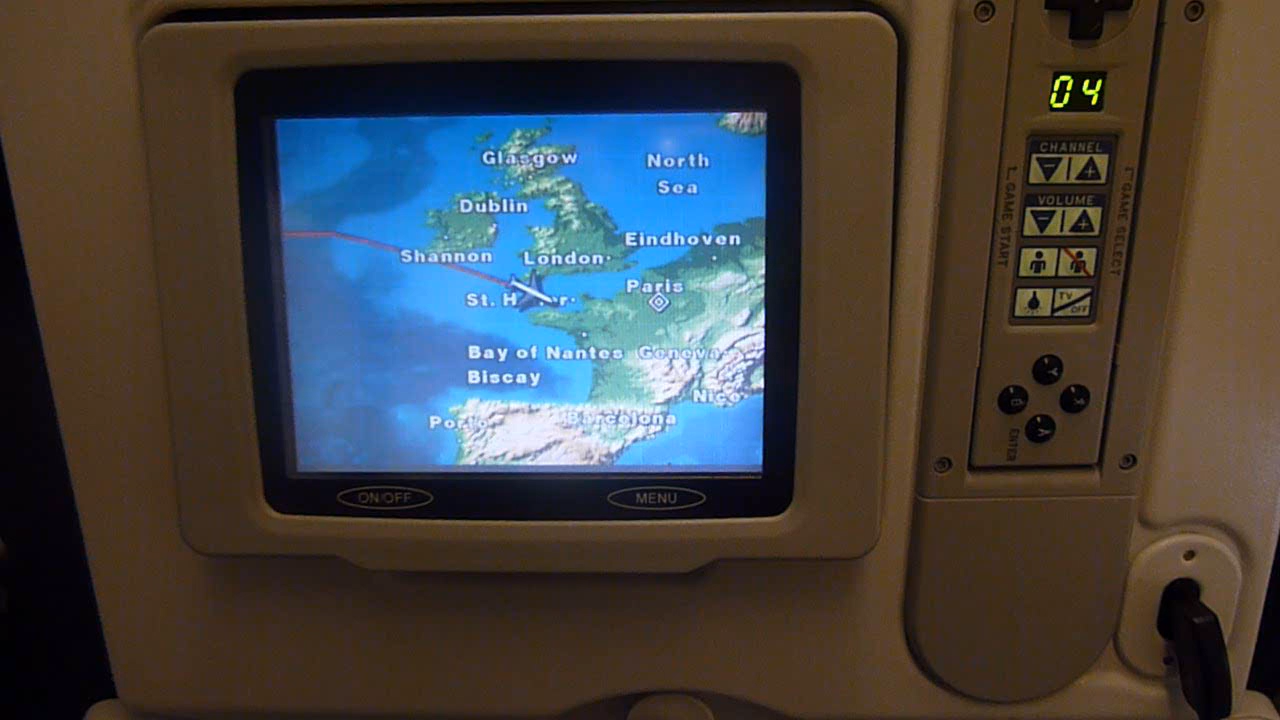 Glasgow
North
Sea
Dublin
Eindhoven
Shannon
London
Paris
St. H
r
Bay of Nantes
Geneva
Biscay
Nice
Porto
Barcelona
ON/OFF
MENU
04
CHANNEL
VOLUME
GAME START
GAME SELECT
TV
OFF
ENTER